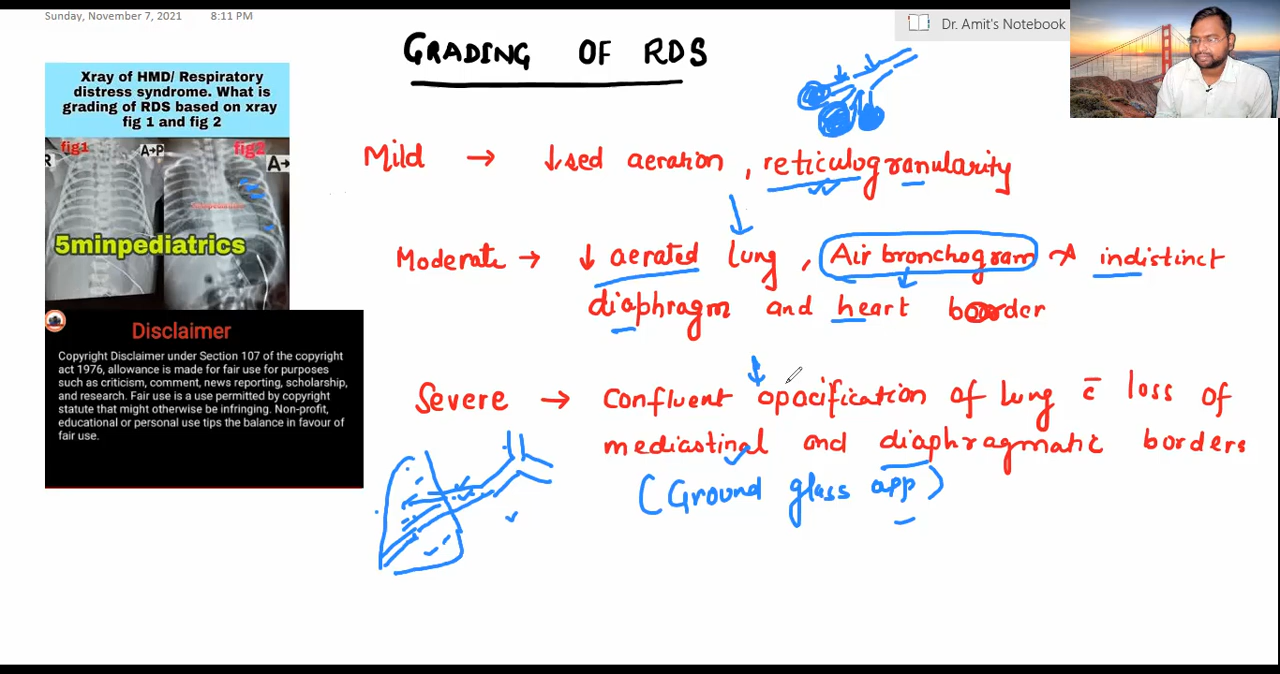 Sunday, November 7, 2021 8:11 PM
Dr. Amit's Notebook
GRADING OF RDS
Xray of HMD/ Respiratory
distress syndrome. What is
grading of RDS based on xray
fig 1 and fig 2
fig1
A→P
fig2
R
A→
5minpediatrics
Mild → ↓sed aeration, reticulogranularity
Moderate → ↓ aerated lung, Air bronchogram → indistinct
diaphragm and heart border
Severe → Confluent opacification of lung c̄ loss of
mediastinal and diaphragmatic borders
(Ground glass app)
Disclaimer
Copyright Disclaimer under Section 107 of the copyright
act 1976, allowance is made for fair use for purposes
such as criticism, comment, news reporting, scholarship,
and research. Fair use is a use permitted by copyright
statute that might otherwise be infringing. Non-profit,
educational or personal use tips the balance in favour of
fair use.